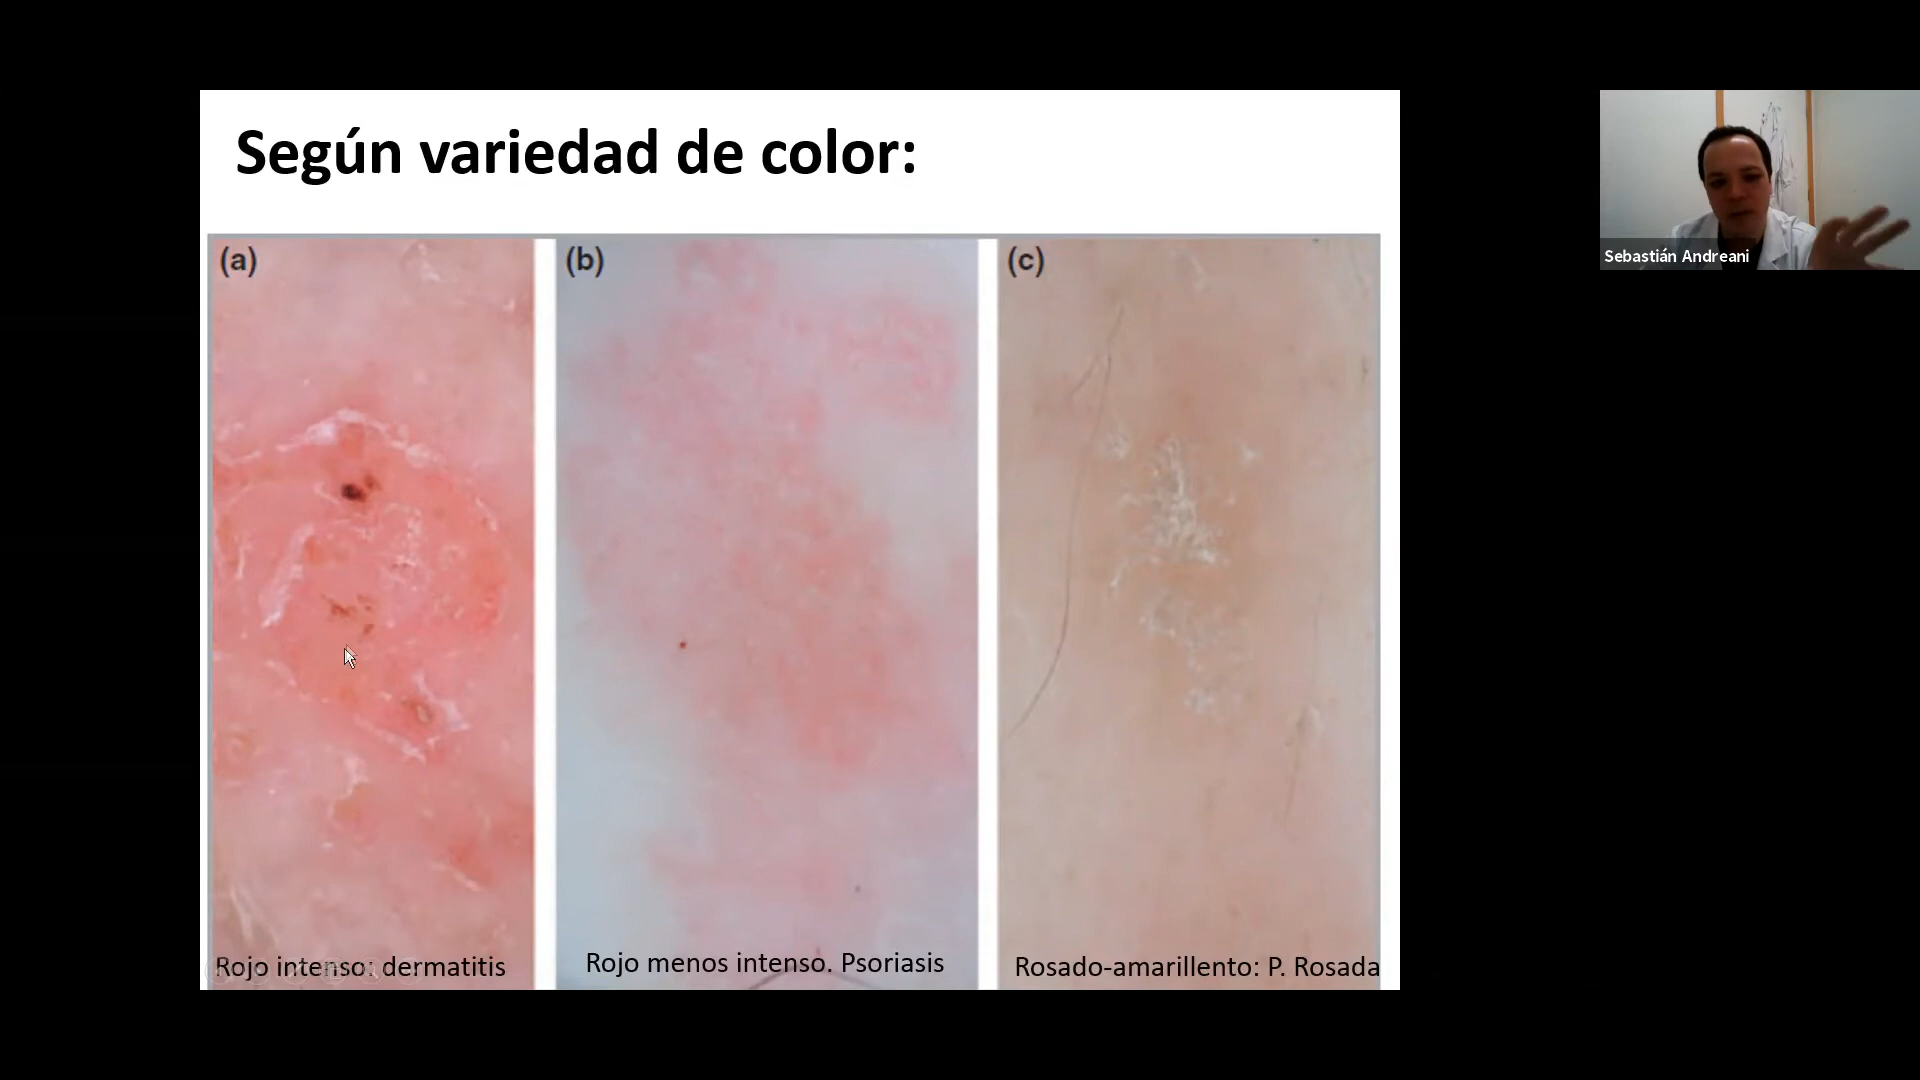 Según variedad de color:
(a)
(b)
(c)
Rojo intenso: dermatitis
Rojo menos intenso. Psoriasis
Rosado-amarillento: P. Rosada
Sebastián Andreani